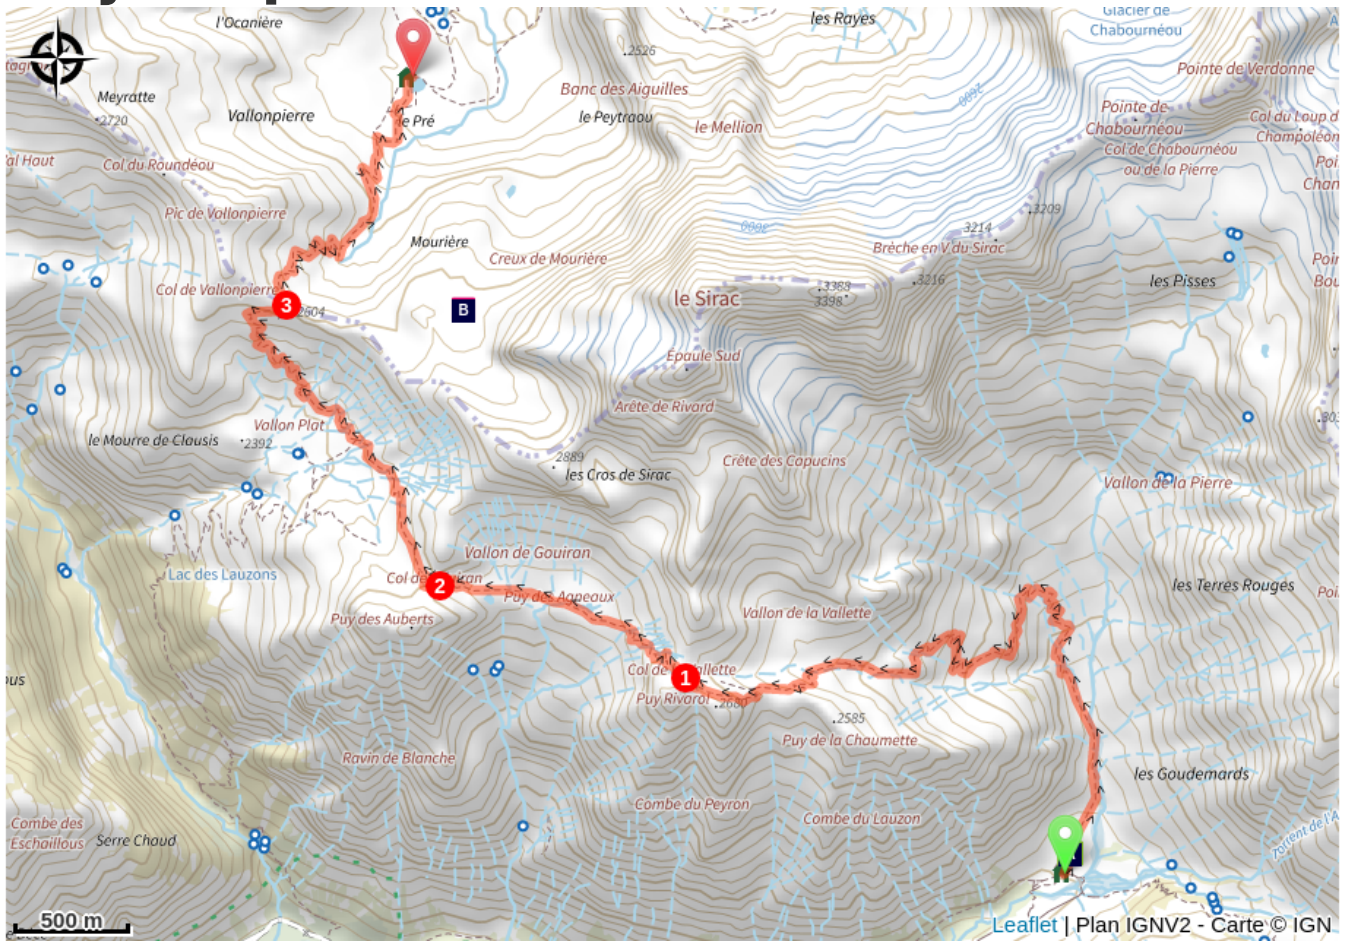 l'Ocanière
les Rayes
Glacier de
Chabournéou
2526
Pointe de Verdonne
Meyratte
2720
Vallonpierre
Banc des Aiguilles
le Peytraou
le Pré
le Mellion
2600
Pointe de
Chabournéou
Col du Loup d
Champoléon
Col de Chabournéou
ou de la Pierre
Col du Roundéou
Pic de Vallonpierre
3600
3209
3214
Mourière
Creux de Mourière
Brèche en V du Sirac
3216
les Pisses
Col de Vallonpierre
3
2604
B
le Sirac
3388
3398
Épaule Sud
Arête de Rivard
Vallon Plat
le Mourre de Clausis
2392
2889
les Cros de Sirac
Crête des Capucins
Vallon de la Pierre
Vallon de Gouiran
Lac des Lauzons
2
Puy des Agneaux
les Terres Rouges
Puy des Auberts
Vallon de la Vallette
1
Puy Rivarol
2585
Puy de la Chaumette
Ravin de Blanche
les Goudemards
Combe du Peyron
Combe du Lauzon
Combe des
Eschaillous
Serre Chaud
500 m
Leaflet | Plan IGNV2 - Carte © IGN